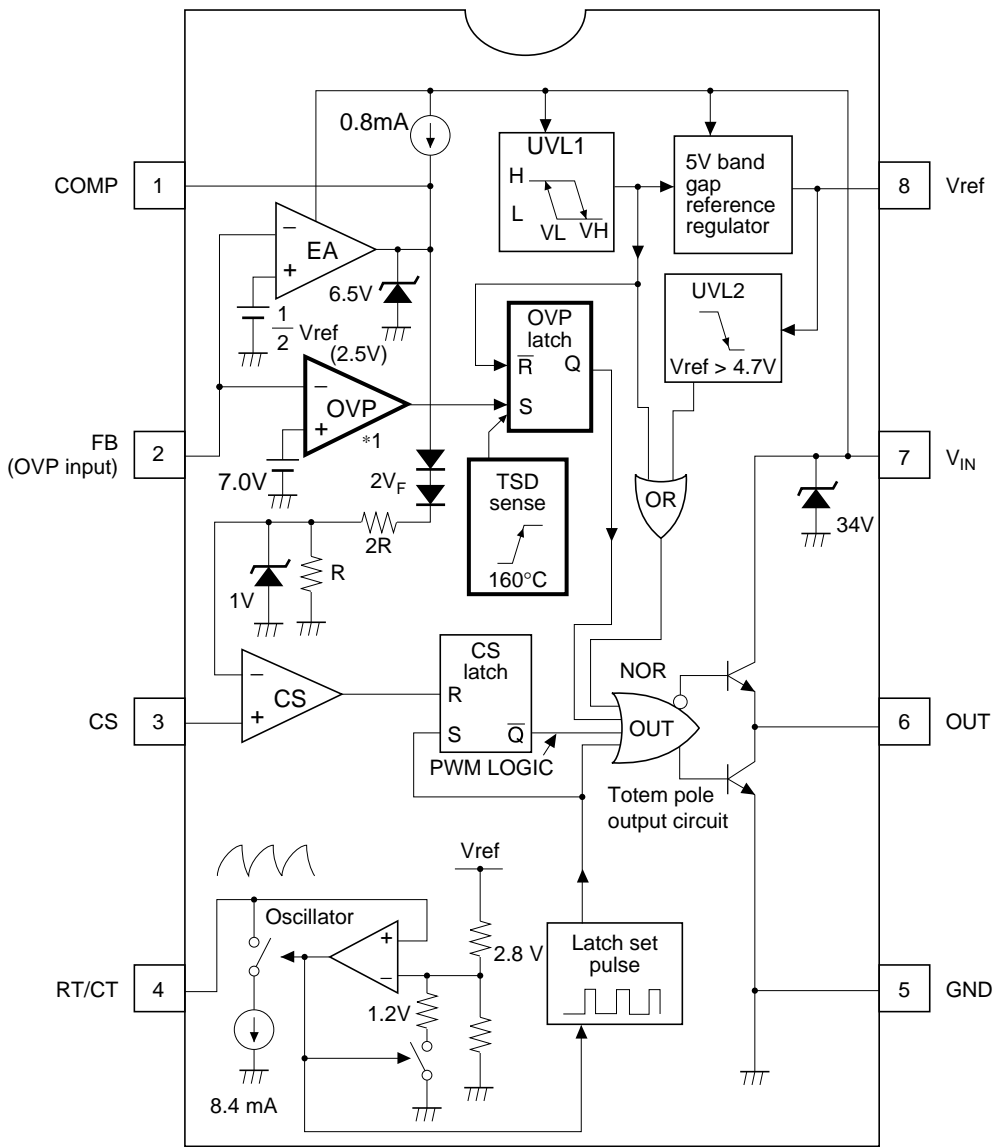 0.8mA
UVL1
H
L
VL
VH
5V band
gap
reference
regulator
COMP
1
8
Vref
−
+
EA
6.5V
1
2
Vref
(2.5V)
OVP
latch
R̅
Q
S
UVL2
Vref > 4.7V
−
+
OVP
*1
7.0V
FB
(OVP input)
2
7
VIN
34V
2VF
2R
R
1V
TSD
sense
160°C
OR
−
+
CS
CS
latch
R
S
Q̅
PWM LOGIC
NOR
OUT
CS
3
6
OUT
Totem pole
output circuit
Vref
Oscillator
+
−
2.8 V
1.2V
Latch set
pulse
RT/CT
4
5
GND
8.4 mA